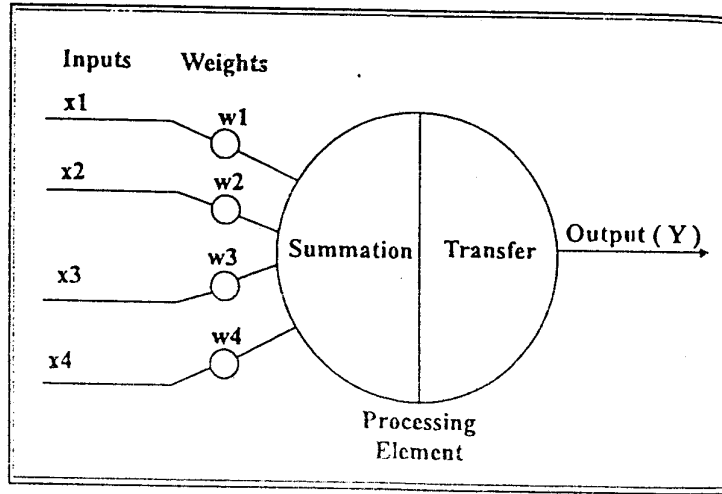 Inputs Weights
x1
w1
x2
w2
Summation Transfer Output ( Y )
w3
x3
w4
x4
Processing
Element